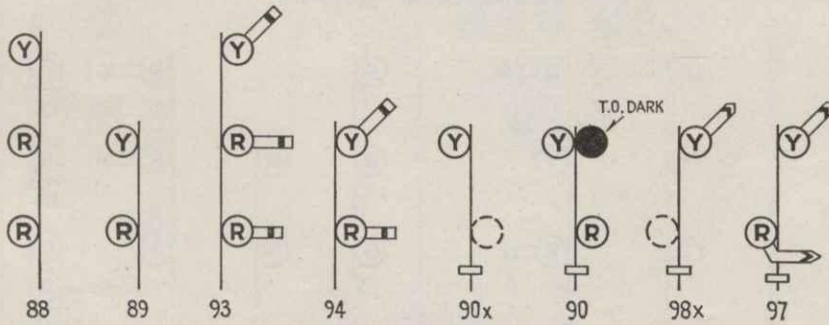 Y Y
T.O. DARK
R Y R Y Y Y Y Y
R R R R R R
88 89 93 94 90x 90 98x 97